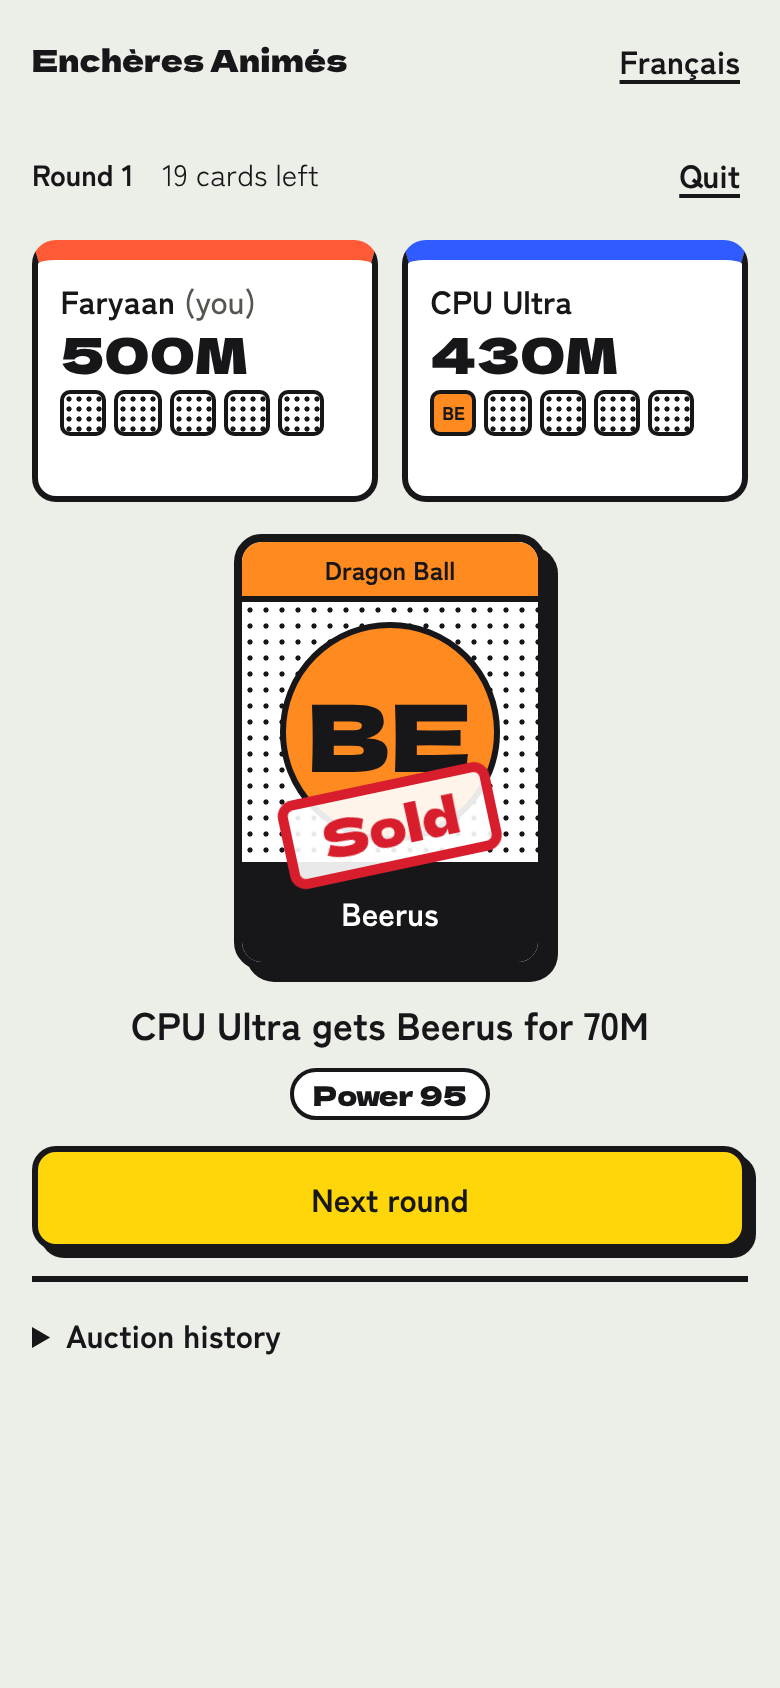 Enchères Animés
Français
Round 1 19 cards left
Quit
Faryaan (you)
500M
CPU Ultra
430M
BE
Dragon Ball
BE
Sold
Beerus
CPU Ultra gets Beerus for 70M
Power 95
Next round
Auction history